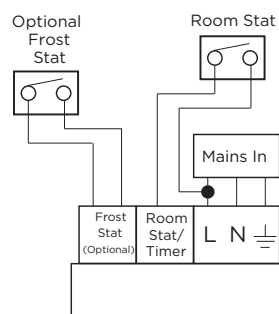 Optional
Frost
Stat
Room Stat
Mains In
Frost
Stat
(Optional)
Room
Stat/
Timer
L N